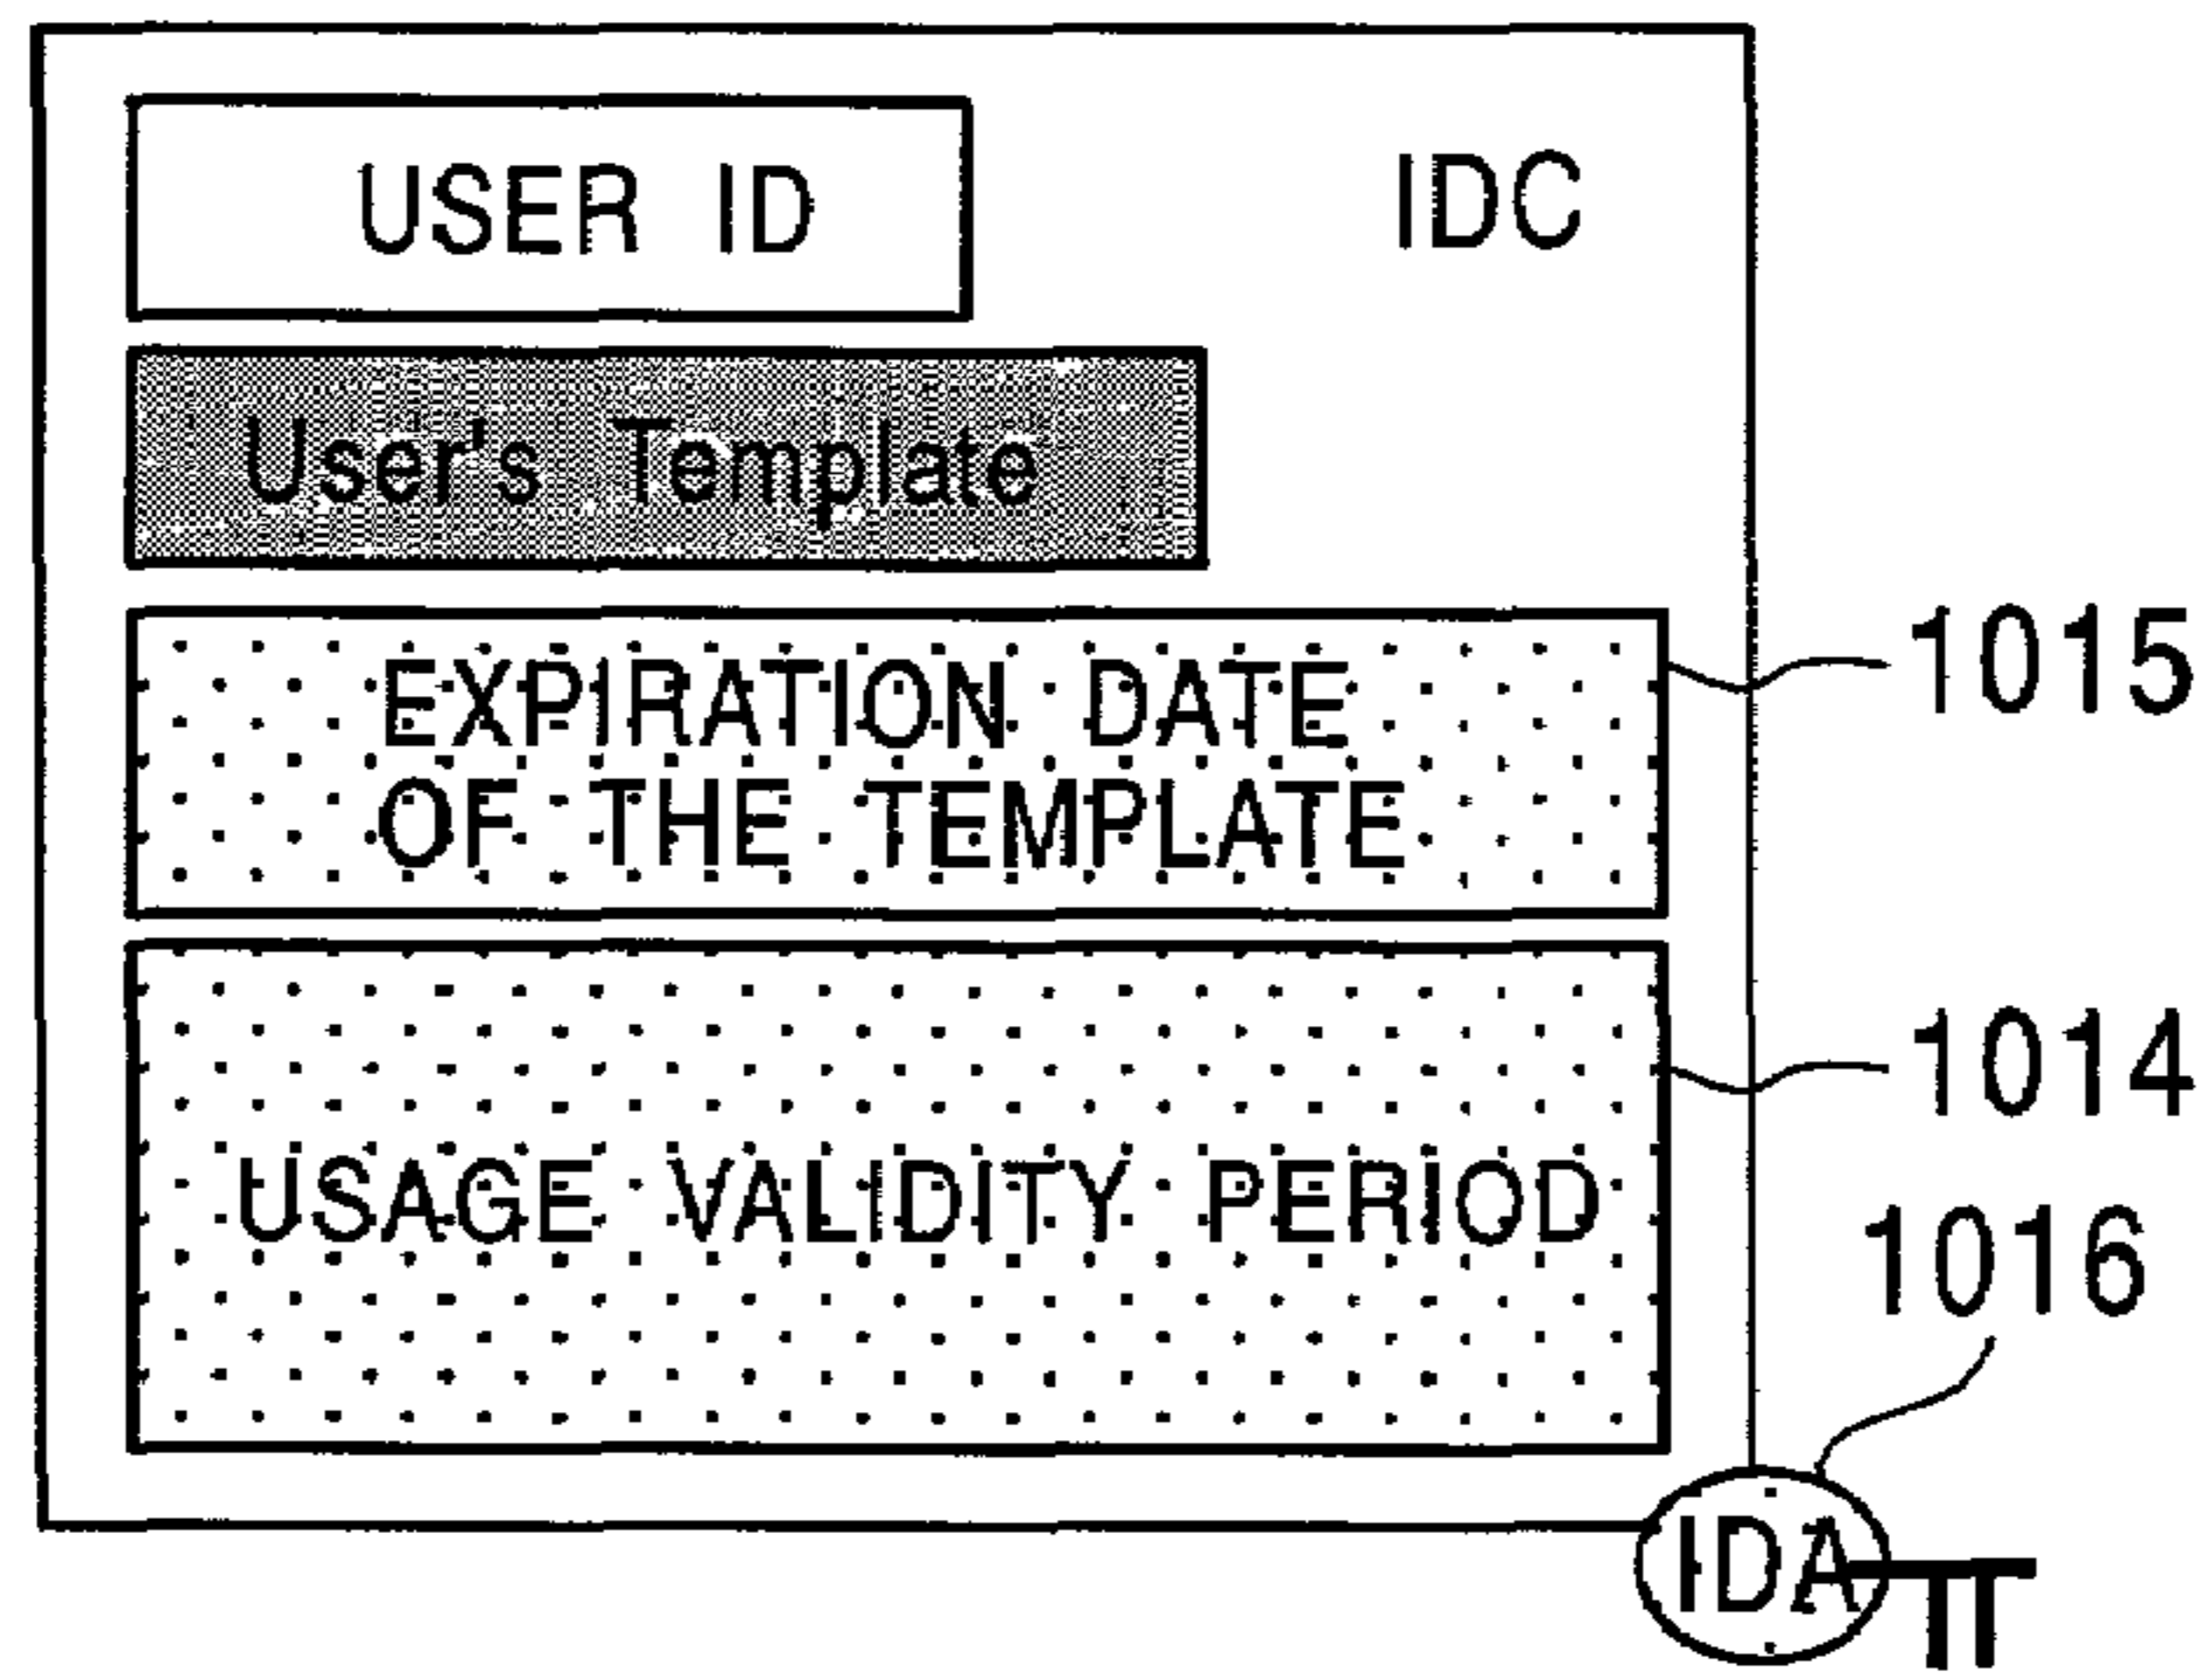 USER ID
IDC
User's Template
EXPIRATION DATE
OF THE TEMPLATE
1015
USAGE VALIDITY PERIOD
1014
1016
IDA